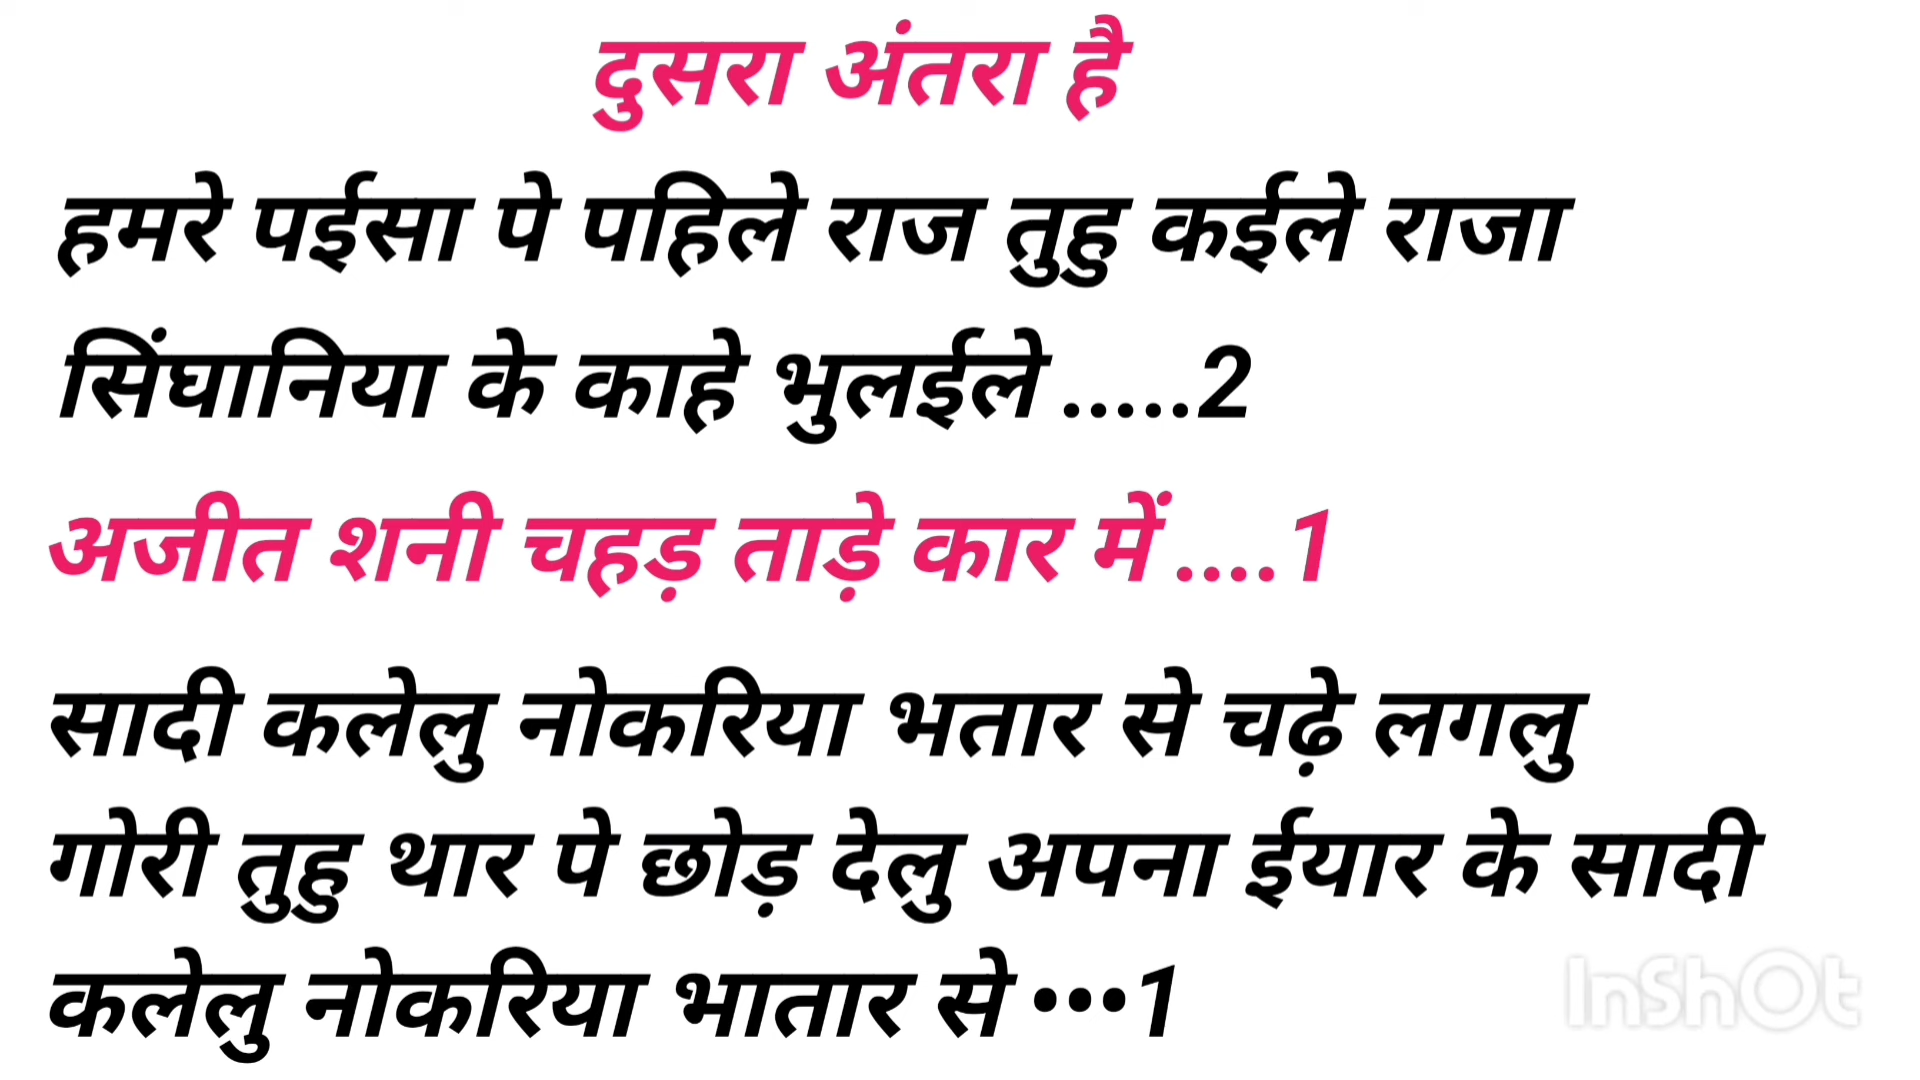 दुसरा अंतरा है
हमरे पईसा पे पहिले राज तुहु कईले राजा
सिंघानिया के काहे भुलईले .....2
अजीत शनी चहड़ ताड़े कार में ....1
सादी कलेलु नोकरिया भतार से चढ़े लगलु
गोरी तुहु थार पे छोड़ देलु अपना ईयार के सादी
कलेलु नोकरिया भातार से •••1
InShOt